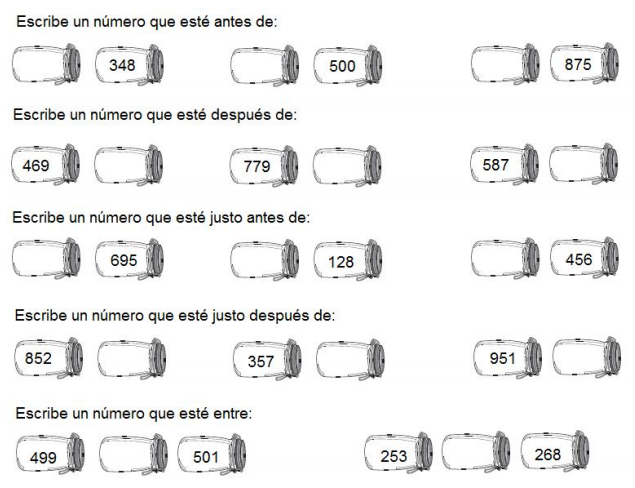 Escribe un número que esté antes de:
348 500 875
Escribe un número que esté después de:
469 779 587
Escribe un número que esté justo antes de:
695 128 456
Escribe un número que esté justo después de:
852 357 951
Escribe un número que esté entre:
499 501 253 268